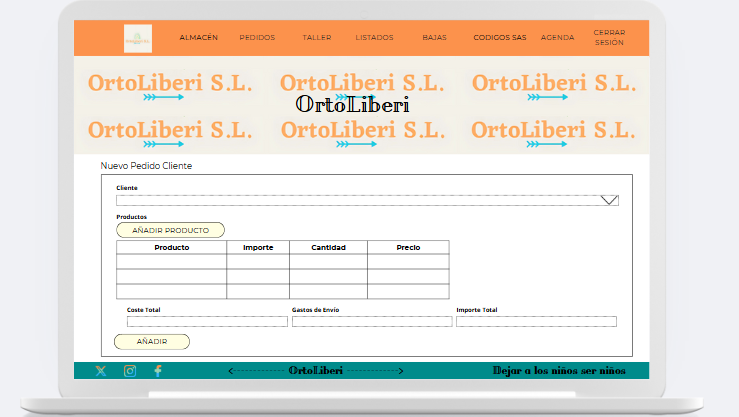 ALMACÉN PEDIDOS TALLER LISTADOS BAJAS CODIGOS SAS AGENDA CERRAR SESIÓN
OrtoLiberi S.L. OrtoLiberi S.L. OrtoLiberi S.L.
OrtoLiberi
OrtoLiberi S.L. OrtoLiberi S.L. OrtoLiberi S.L.
Nuevo Pedido Cliente
Cliente
Productos
AÑADIR PRODUCTO
Producto Importe Cantidad Precio
Coste Total Gastos de Envío Importe Total
AÑADIR
OrtoLiberi Dejar a los niños ser niños